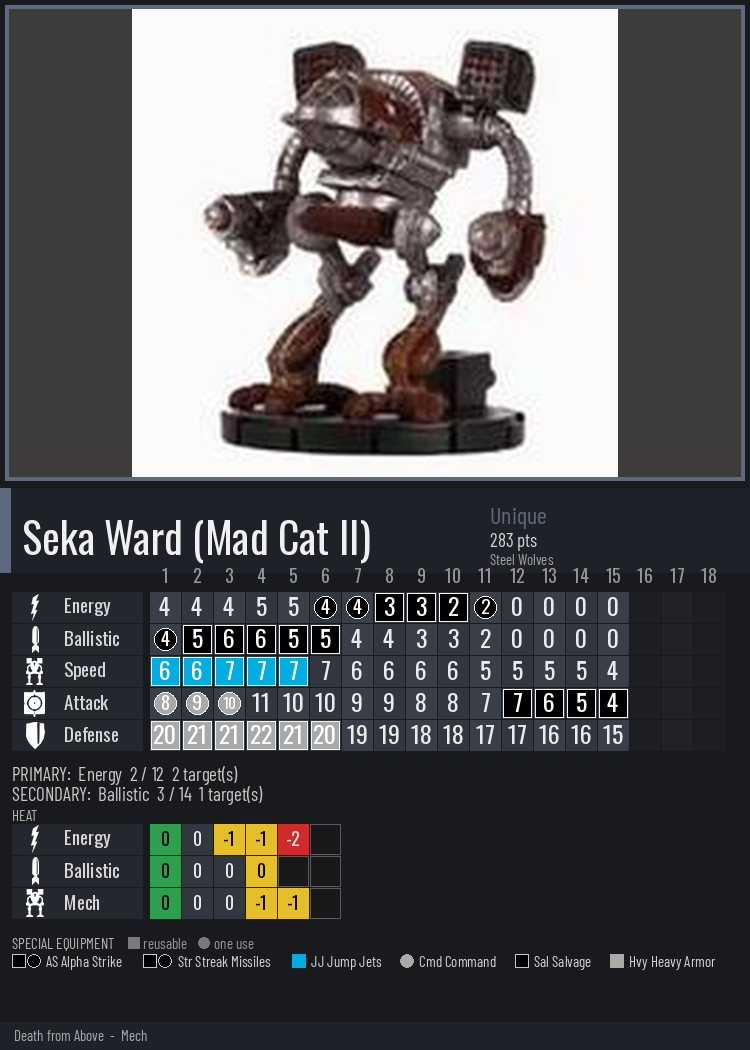 Seka Ward (Mad Cat II)
Unique
283 pts
Steel Wolves
1 2 3 4 5 6 7 8 9 10 11 12 13 14 15 16 17 18
Energy 4 4 4 5 5 4 4 3 3 2 2 0 0 0 0
Ballistic 4 5 6 6 5 5 4 4 3 3 2 0 0 0 0
Speed 6 6 7 7 7 7 6 6 6 6 5 5 5 5 4
Attack 8 9 10 11 10 10 9 9 8 8 7 7 6 5 4
Defense 20 21 21 22 21 20 19 19 18 18 17 17 16 16 15
PRIMARY: Energy 2 / 12 2 target(s)
SECONDARY: Ballistic 3 / 14 1 target(s)
HEAT
Energy 0 0 -1 -1 -2
Ballistic 0 0 0 0
Mech 0 0 0 -1 -1
SPECIAL EQUIPMENT reusable one use
AS Alpha Strike Str Streak Missiles JJ Jump Jets Cmd Command Sal Salvage Hvy Heavy Armor
Death from Above - Mech